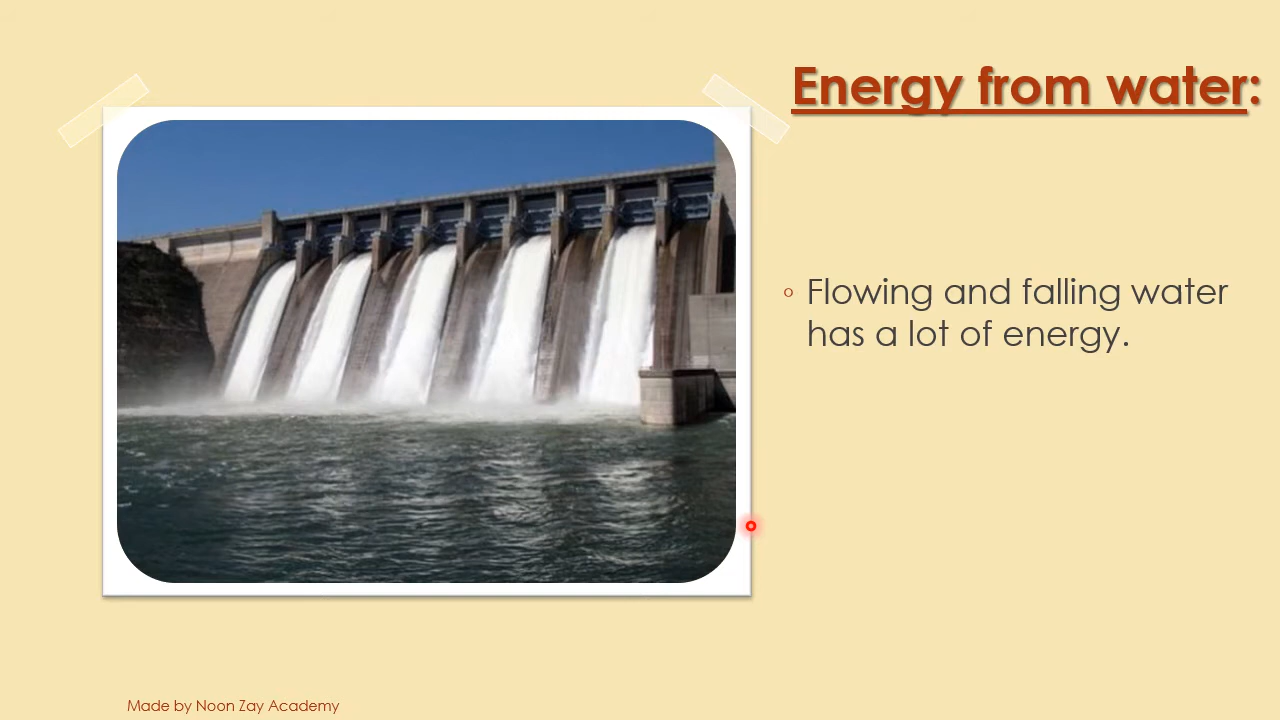 Energy from water:
◦ Flowing and falling water
has a lot of energy.
Made by Noon Zay Academy